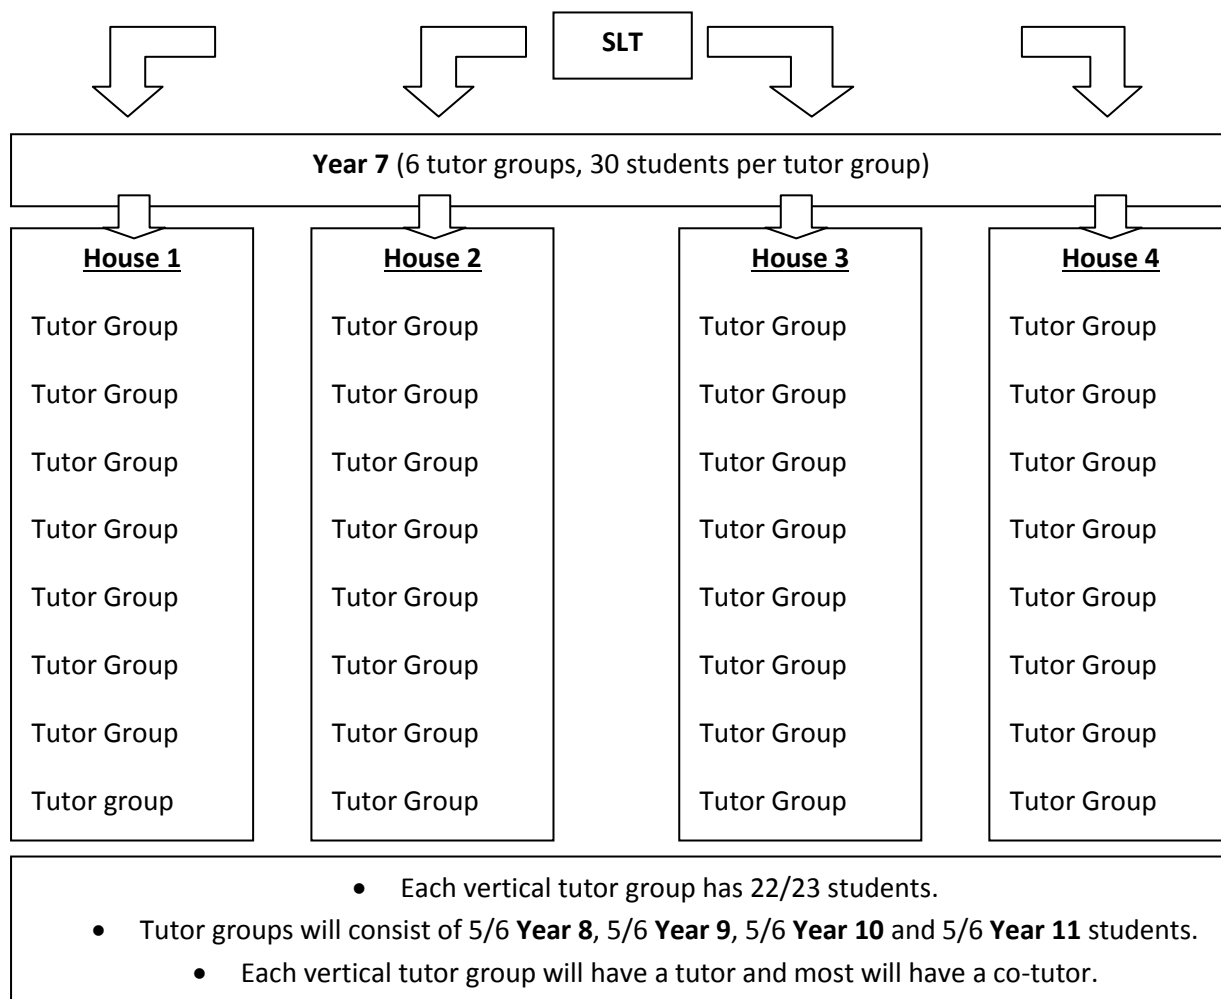 SLT
Year 7 (6 tutor groups, 30 students per tutor group)
House 1
Tutor Group
Tutor Group
Tutor Group
Tutor Group
Tutor Group
Tutor Group
Tutor Group
Tutor group
House 2
Tutor Group
Tutor Group
Tutor Group
Tutor Group
Tutor Group
Tutor Group
Tutor Group
Tutor Group
House 3
Tutor Group
Tutor Group
Tutor Group
Tutor Group
Tutor Group
Tutor Group
Tutor Group
Tutor Group
House 4
Tutor Group
Tutor Group
Tutor Group
Tutor Group
Tutor Group
Tutor Group
Tutor Group
Tutor Group
• Each vertical tutor group has 22/23 students.
• Tutor groups will consist of 5/6 Year 8, 5/6 Year 9, 5/6 Year 10 and 5/6 Year 11 students.
• Each vertical tutor group will have a tutor and most will have a co-tutor.